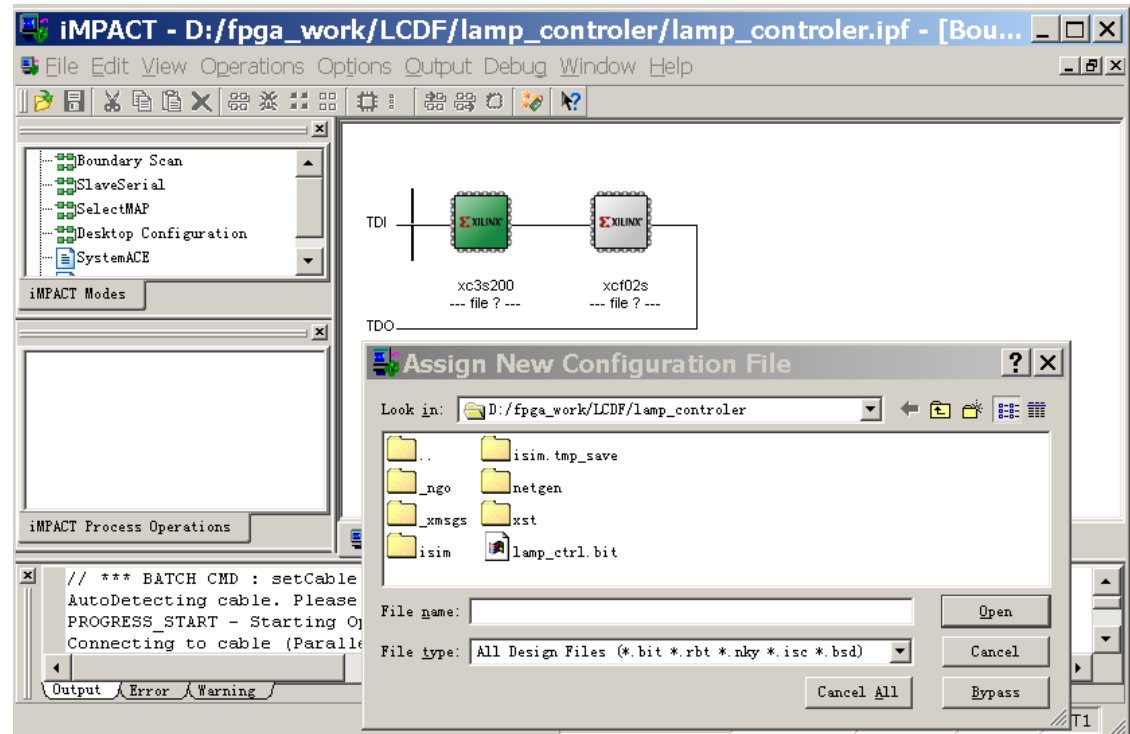 iMPACT - D:/fpga_work/LCDF/lamp_controler/lamp_controler.ipf - [Bou...
File Edit View Operations Options Output Debug Window Help
Boundary Scan
SlaveSerial
SelectMAP
Desktop Configuration
SystemACE
iMPACT Modes
TDI
XILINX
XILINX
xc3s200
xcf02s
--- file ? ---
--- file ? ---
TDO
iMPACT Process Operations
Assign New Configuration File
Look in: D:/fpga_work/LCDF/lamp_controler
..
isim.tmp_save
_ngo
netgen
_xmsgs
xst
isim
lamp_ctrl.bit
File name:
Open
File type: All Design Files (*.bit *.rbt *.nky *.isc *.bsd)
Cancel
Cancel All
Bypass
// *** BATCH CMD : setCable
AutoDetecting cable. Please
PROGRESS_START - Starting
Connecting to cable
Output Error Warning